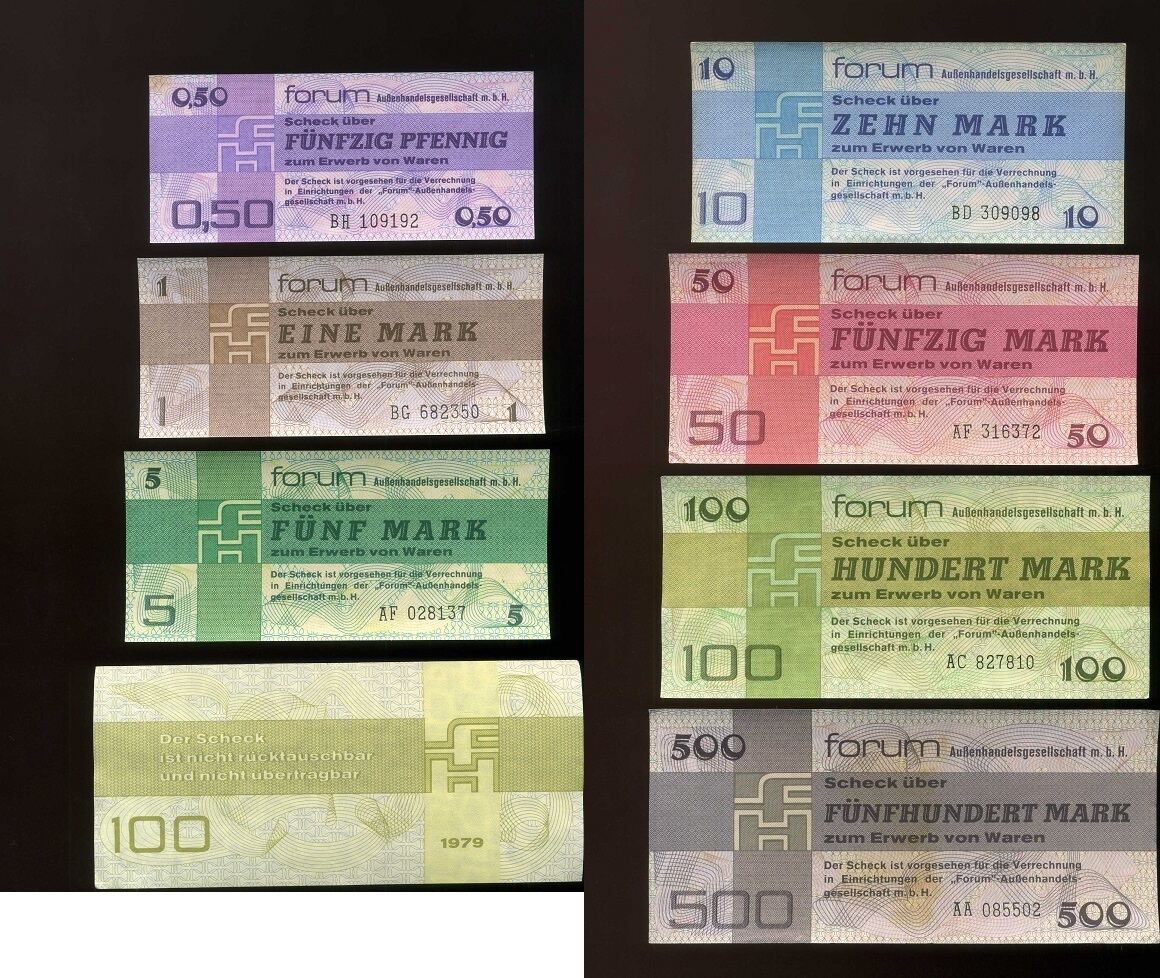 0,50
forum Außenhandelsgesellschaft m. b. H.
Scheck über
FÜNFZIG PFENNIG
zum Erwerb von Waren
Der Scheck ist vorgesehen für die Verrechnung
in Einrichtungen der „Forum"-Außenhandels-
gesellschaft m. b. H.
0,50
BH 109192
0,50
1
forum Außenhandelsgesellschaft m. b. H.
Scheck über
EINE MARK
zum Erwerb von Waren
Der Scheck ist vorgesehen für die Verrechnung
in Einrichtungen der „Forum"-Außenhandels-
gesellschaft m. b. H.
1
BG 682350
1
5
forum Außenhandelsgesellschaft m. b. H.
Scheck über
FÜNF MARK
zum Erwerb von Waren
Der Scheck ist vorgesehen für die Verrechnung
in Einrichtungen der „Forum"-Außenhandels-
gesellschaft m. b. H.
5
AF 028137
5
Der Scheck
ist nicht rücktauschbar
und nicht übertragbar
100
1979
10
forum Außenhandelsgesellschaft m. b. H.
Scheck über
ZEHN MARK
zum Erwerb von Waren
Der Scheck ist vorgesehen für die Verrechnung
in Einrichtungen der „Forum"-Außenhandels-
gesellschaft m. b. H.
10
BD 309098
10
50
forum Außenhandelsgesellschaft m. b. H.
Scheck über
FÜNFZIG MARK
zum Erwerb von Waren
Der Scheck ist vorgesehen für die Verrechnung
in Einrichtungen der „Forum"-Außenhandels-
gesellschaft m. b. H.
50
AF 316372
50
100
forum Außenhandelsgesellschaft m. b. H.
Scheck über
HUNDERT MARK
zum Erwerb von Waren
Der Scheck ist vorgesehen für die Verrechnung
in Einrichtungen der „Forum"-Außenhandels-
gesellschaft m. b. H.
100
AC 827810
100
500
forum Außenhandelsgesellschaft m. b. H.
Scheck über
FÜNFHUNDERT MARK
zum Erwerb von Waren
Der Scheck ist vorgesehen für die Verrechnung
in Einrichtungen der „Forum"-Außenhandels-
gesellschaft m. b. H.
500
AA 085502
500